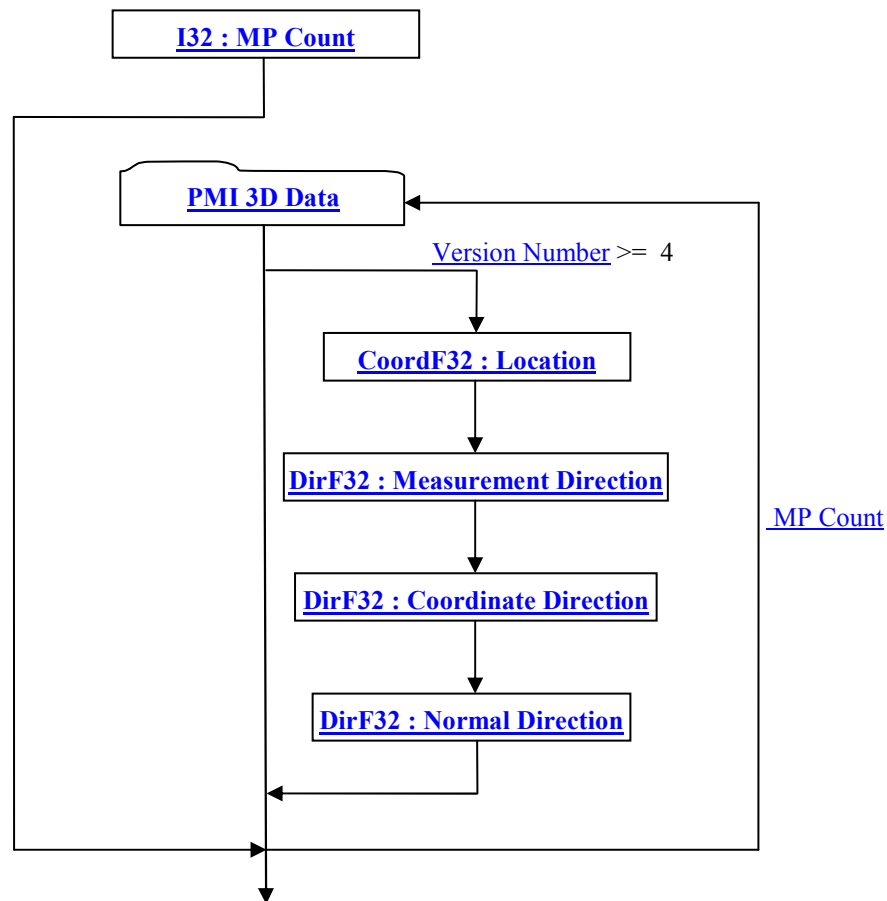 I32 : MP Count
PMI 3D Data
Version Number >= 4
CoordF32 : Location
DirF32 : Measurement Direction
MP Count
DirF32 : Coordinate Direction
DirF32 : Normal Direction